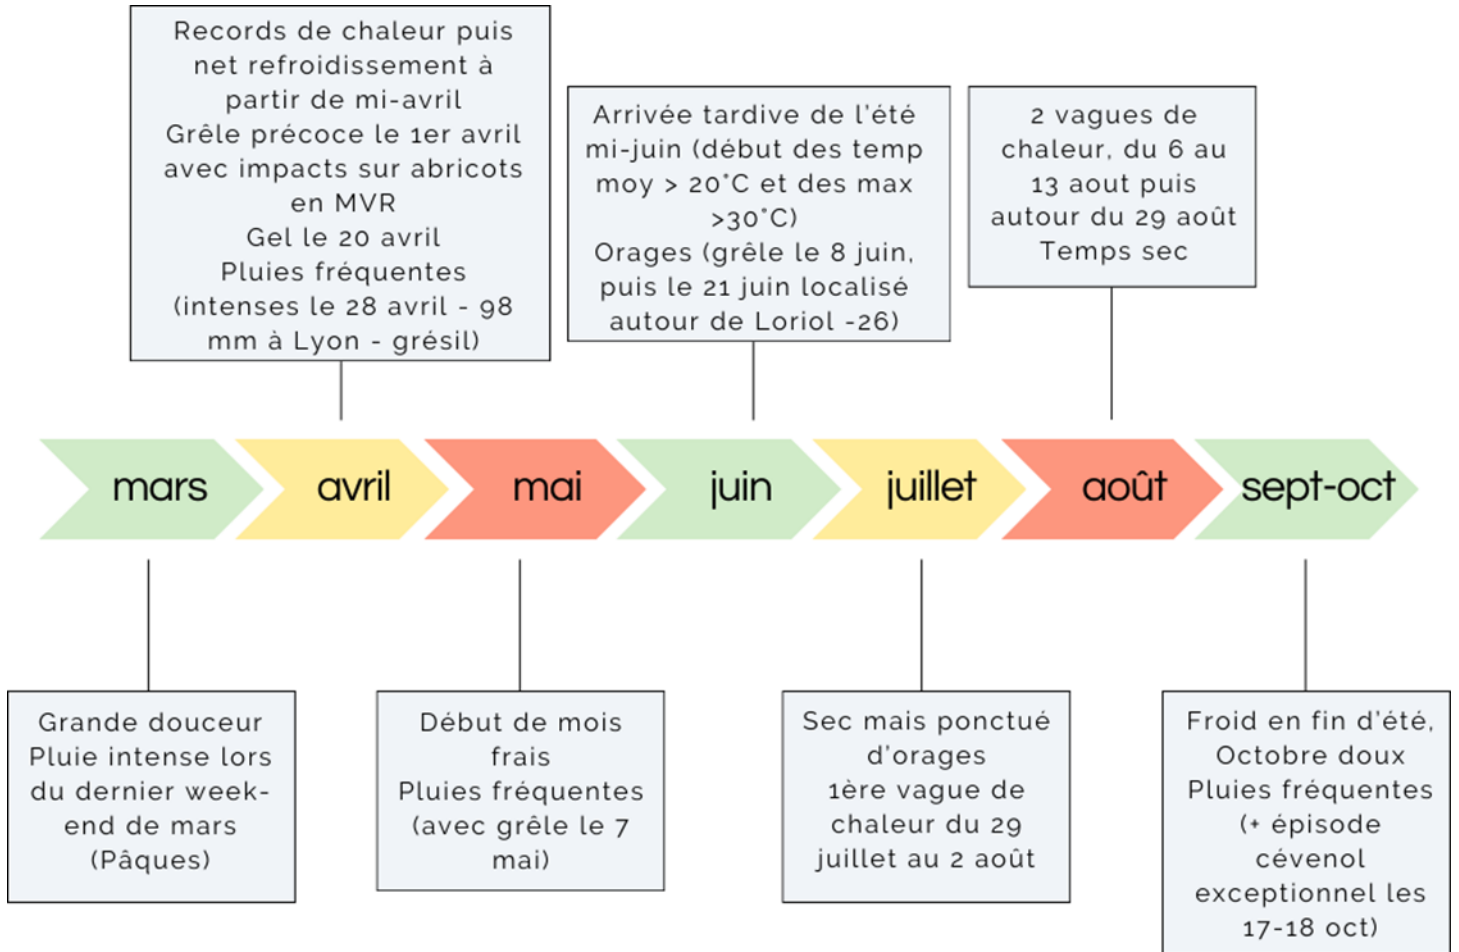 Records de chaleur puis
net refroidissement à
partir de mi-avril
Grêle précoce le 1er avril
avec impacts sur abricots
en MVR
Gel le 20 avril
Pluies fréquentes
(intenses le 28 avril - 98
mm à Lyon - grésil)
Arrivée tardive de l'été
mi-juin (début des temp
moy > 20°C et des max
>30°C)
Orages (grêle le 8 juin,
puis le 21 juin localisé
autour de Loriol -26)
2 vagues de
chaleur, du 6 au
13 aout puis
autour du 29 août
Temps sec
mars
avril
mai
juin
juillet
août
sept-oct
Grande douceur
Pluie intense lors
du dernier week-
end de mars
(Pâques)
Début de mois
frais
Pluies fréquentes
(avec grêle le 7
mai)
Sec mais ponctué
d'orages
1ère vague de
chaleur du 29
juillet au 2 août
Froid en fin d'été,
Octobre doux
Pluies fréquentes
(+ épisode
cévenol
exceptionnel les
17-18 oct)